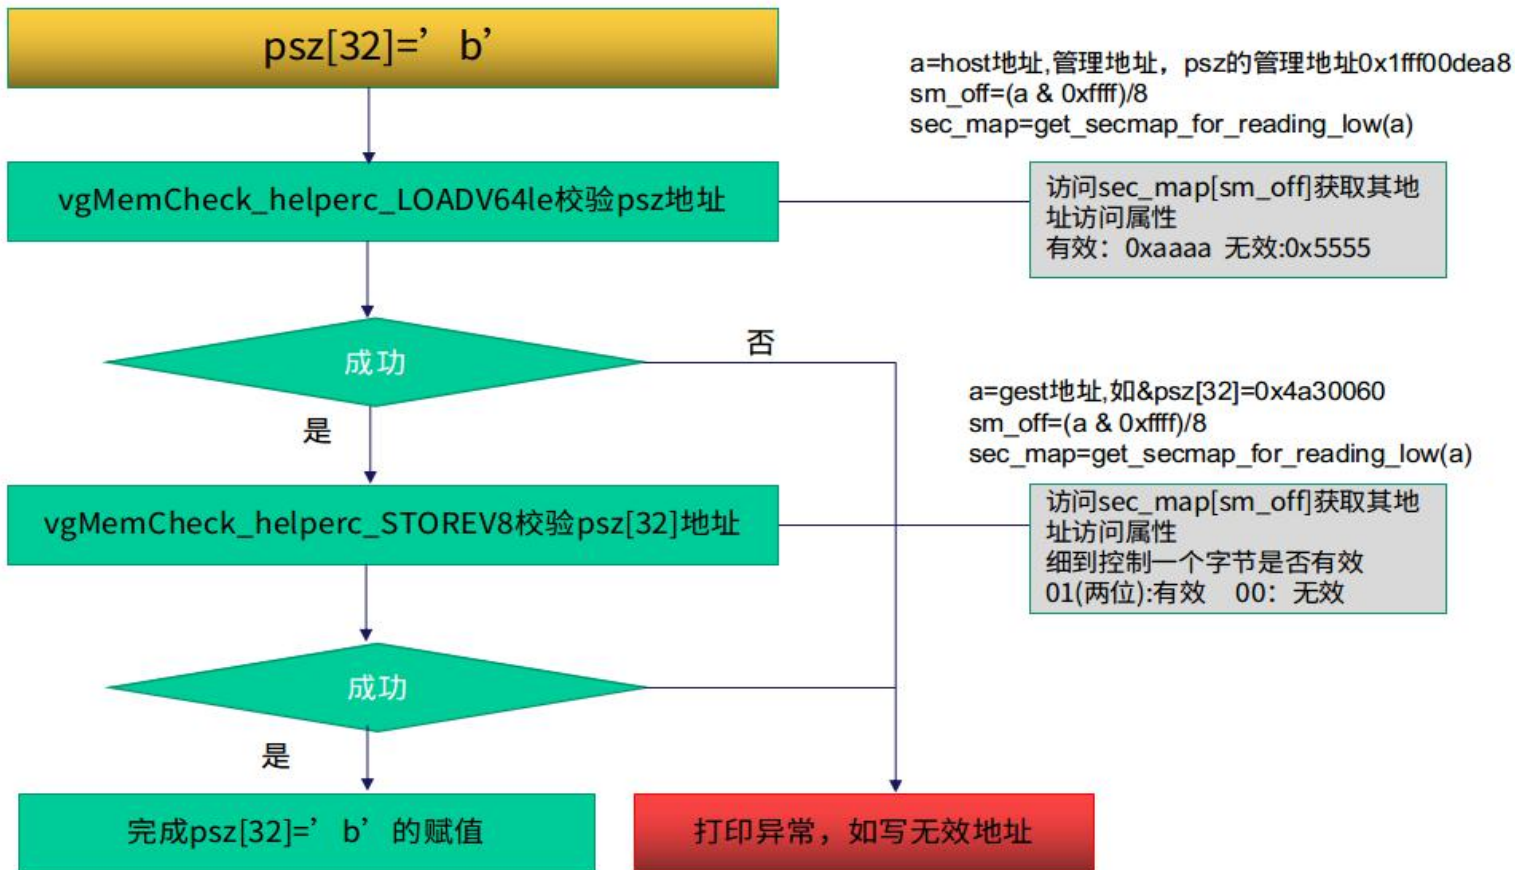 psz[32]=’b’
a=host地址,管理地址，psz的管理地址0x1fff00dea8
sm_off=(a & 0xffff)/8
sec_map=get_secmap_for_reading_low(a)
vgMemCheck_helperc_LOADV64le校验psz地址
访问sec_map[sm_off]获取其地
址访问属性
有效：0xaaaa 无效:0x5555
成功
否
是
a=gest地址,如&psz[32]=0x4a30060
sm_off=(a & 0xffff)/8
sec_map=get_secmap_for_reading_low(a)
vgMemCheck_helperc_STOREV8校验psz[32]地址
访问sec_map[sm_off]获取其地
址访问属性
细到控制一个字节是否有效
01(两位):有效 00：无效
成功
是
完成psz[32]=’b’的赋值
打印异常，如写无效地址